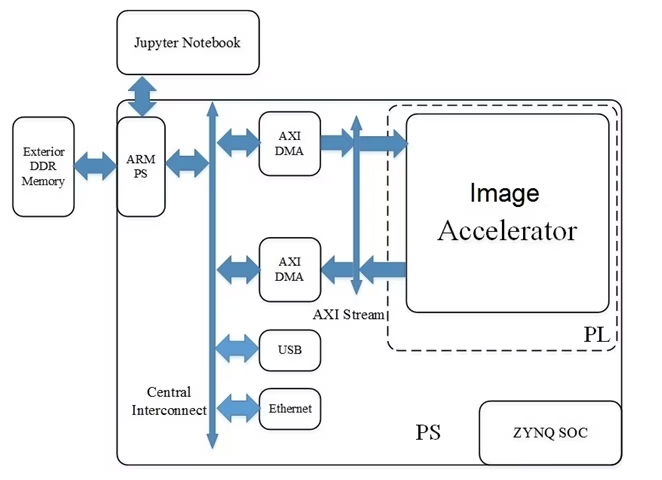 Jupyter Notebook
Exterior
DDR
Memory
ARM
PS
AXI
DMA
Image
Accelerator
AXI
DMA
AXI Stream
PL
USB
Central
Interconnect
Ethernet
PS
ZYNQ SOC